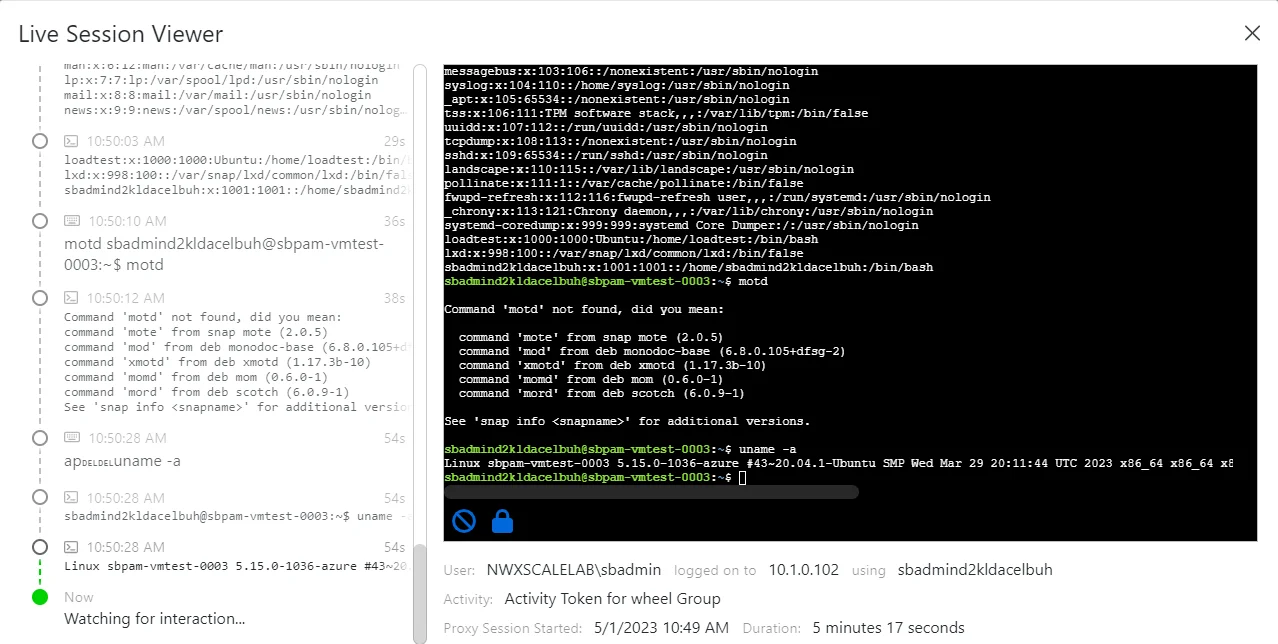 Live Session Viewer
man:x:6:12:man:/var/cache/man:/usr/sbin/nologin
lp:x:7:7:lp:/var/spool/lpd:/usr/sbin/nologin
mail:x:8:8:mail:/var/mail:/usr/sbin/nologin
news:x:9:9:news:/var/spool/news:/usr/sbin/nolog...
10:50:03 AM 29s
loadtest:x:1000:1000:Ubuntu:/home/loadtest:/bin/
lxd:x:998:100::/var/snap/lxd/common/lxd:/bin/fal
sbadmind2kldacelbuh:x:1001:1001::/home/sbadmind2
10:50:10 AM 36s
motd sbadmind2kldacelbuh@sbpam-vmtest-
0003:~$ motd
10:50:12 AM 38s
Command 'motd' not found, did you mean:
command 'mote' from snap mote (2.0.5)
command 'mod' from deb monodoc-base (6.8.0.105+df
command 'xmotd' from deb xmotd (1.17.3b-10)
command 'momd' from deb mom (0.6.0-1)
command 'mord' from deb scotch (6.0.9-1)
See 'snap info <snapname>' for additional version
10:50:28 AM 54s
apDELDELuname -a
10:50:28 AM 54s
sbadmind2kldacelbuh@sbpam-vmtest-0003:~$ uname -a
10:50:28 AM 54s
Linux sbpam-vmtest-0003 5.15.0-1036-azure #43~20.
Now
Watching for interaction...
messagebus:x:103:106::/nonexistent:/usr/sbin/nologin
syslog:x:104:110::/home/syslog:/usr/sbin/nologin
_apt:x:105:65534::/nonexistent:/usr/sbin/nologin
tss:x:106:111:TPM software stack,,,:/var/lib/tpm:/bin/false
uuidd:x:107:112::/run/uuidd:/usr/sbin/nologin
tcpdump:x:108:113::/nonexistent:/usr/sbin/nologin
sshd:x:109:65534::/run/sshd:/usr/sbin/nologin
landscape:x:110:115::/var/lib/landscape:/usr/sbin/nologin
pollinate:x:111:1::/var/cache/pollinate:/bin/false
fwupd-refresh:x:112:116:fwupd-refresh user,,,:/run/systemd:/usr/sbin/nologin
_chrony:x:113:121:Chrony daemon,,,:/var/lib/chrony:/usr/sbin/nologin
systemd-coredump:x:999:999:systemd Core Dumper:/:/usr/sbin/nologin
loadtest:x:1000:1000:Ubuntu:/home/loadtest:/bin/bash
lxd:x:998:100::/var/snap/lxd/common/lxd:/bin/false
sbadmind2kldacelbuh:x:1001:1001::/home/sbadmind2kldacelbuh:/bin/bash
sbadmind2kldacelbuh@sbpam-vmtest-0003:~$ motd
Command 'motd' not found, did you mean:
command 'mote' from snap mote (2.0.5)
command 'mod' from deb monodoc-base (6.8.0.105+dfsg-2)
command 'xmotd' from deb xmotd (1.17.3b-10)
command 'momd' from deb mom (0.6.0-1)
command 'mord' from deb scotch (6.0.9-1)
See 'snap info <snapname>' for additional versions.
sbadmind2kldacelbuh@sbpam-vmtest-0003:~$ uname -a
Linux sbpam-vmtest-0003 5.15.0-1036-azure #43~20.04.1-Ubuntu SMP Wed Mar 29 20:11:44 UTC 2023 x86_64 x86_64 x8
sbadmind2kldacelbuh@sbpam-vmtest-0003:~$
User: NWXSCALELAB\sbadmin logged on to 10.1.0.102 using sbadmind2kldacelbuh
Activity: Activity Token for wheel Group
Proxy Session Started: 5/1/2023 10:49 AM Duration: 5 minutes 17 seconds